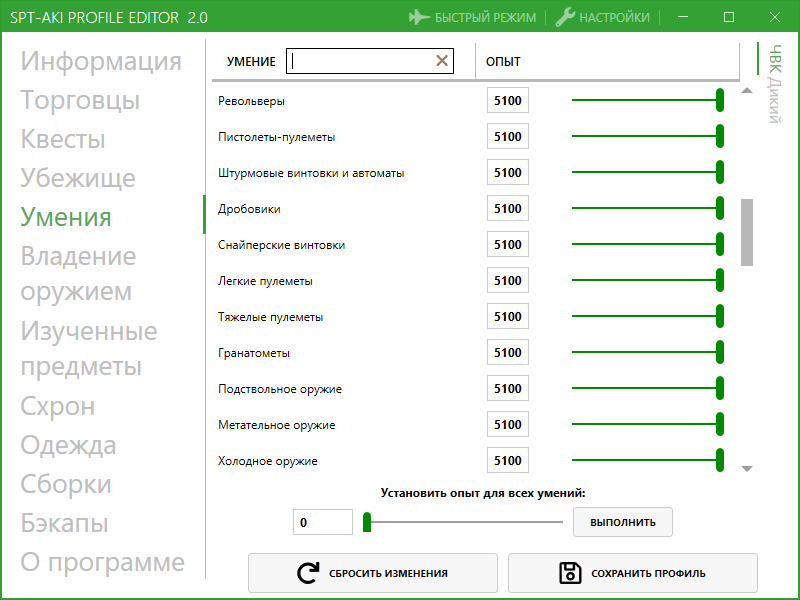 SPT-AKI PROFILE EDITOR 2.0
БЫСТРЫЙ РЕЖИМ
НАСТРОЙКИ
Информация
Торговцы
Квесты
Убежище
Умения
Владение
оружием
Изученные
предметы
Схрон
Одежда
Сборки
Бэкапы
О программе
УМЕНИЕ
ОПЫТ
Револьверы 5100
Пистолеты-пулеметы 5100
Штурмовые винтовки и автоматы 5100
Дробовики 5100
Снайперские винтовки 5100
Легкие пулеметы 5100
Тяжелые пулеметы 5100
Гранатометы 5100
Подствольное оружие 5100
Метательное оружие 5100
Холодное оружие 5100
Установить опыт для всех умений:
0
ВЫПОЛНИТЬ
СБРОСИТЬ ИЗМЕНЕНИЯ
СОХРАНИТЬ ПРОФИЛЬ
ЧВК
Дикий